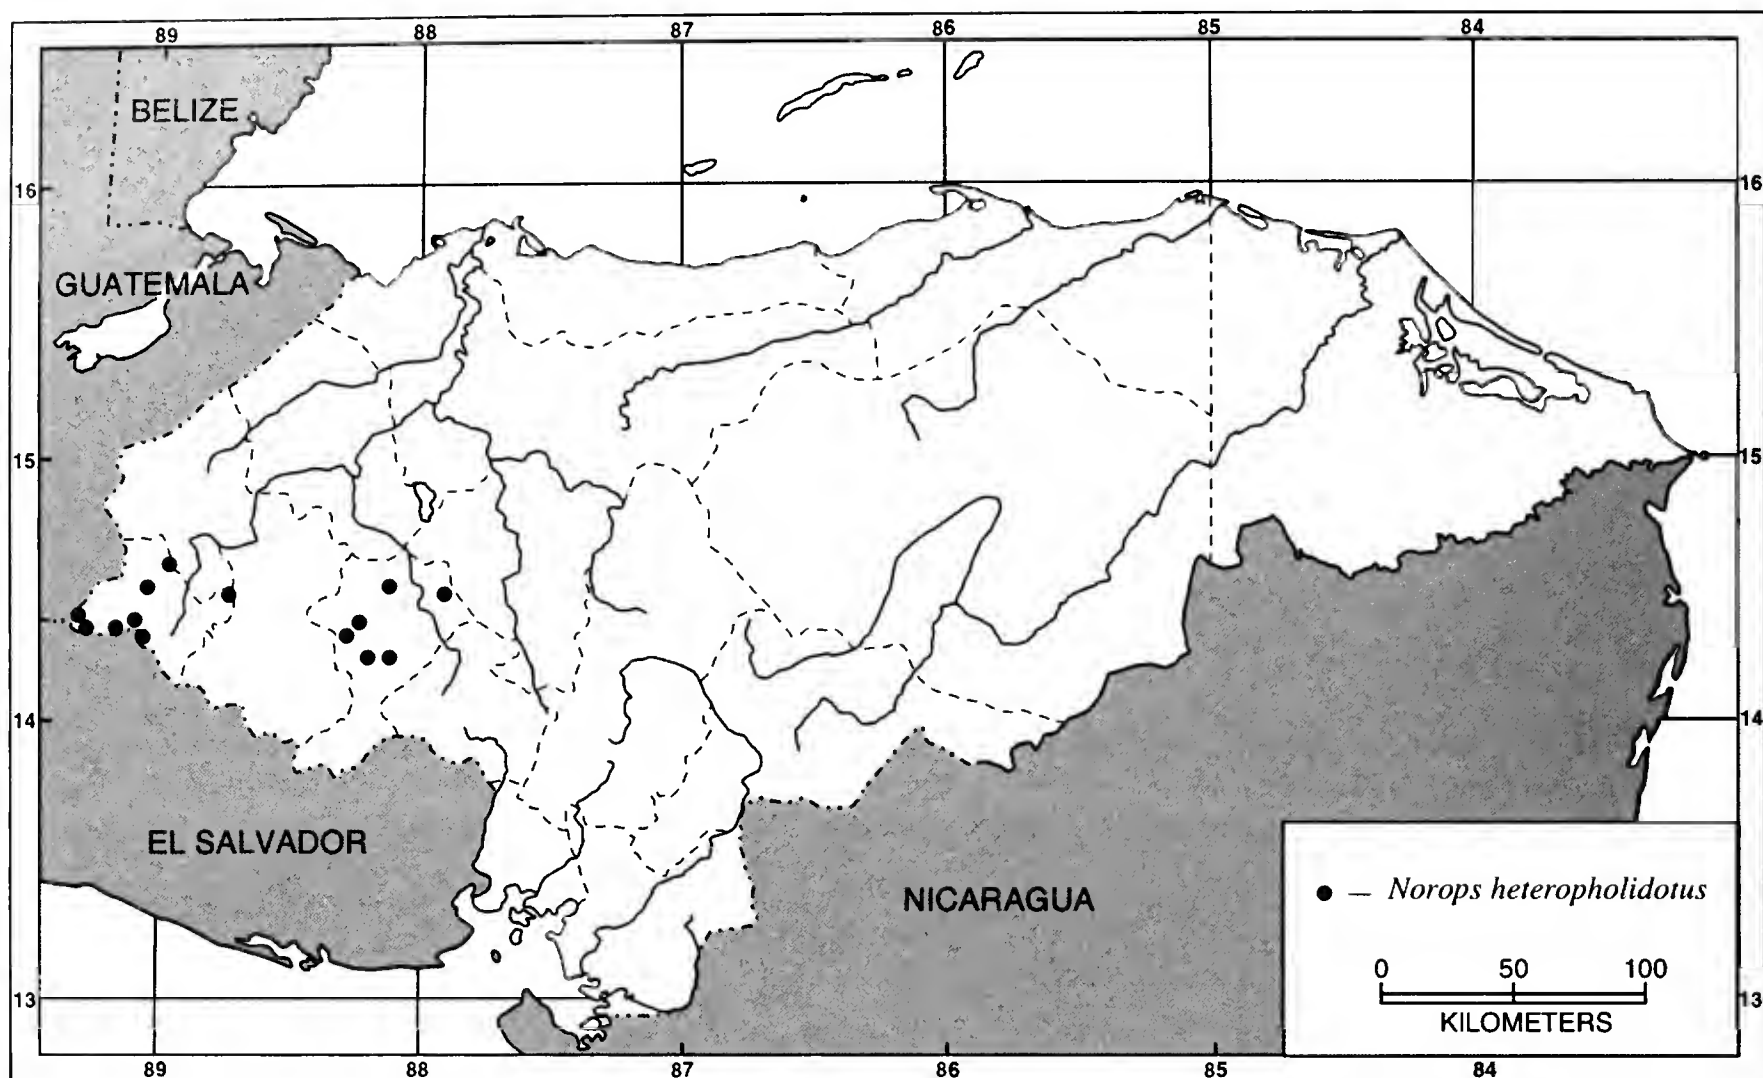 89 88 87 86 85 84
BELIZE
16 16
GUATEMALA
15 15
14 14
EL SALVADOR
NICARAGUA
● — Norops heteropholidotus
0 50 100
KILOMETERS
13 13
89 88 87 86 85 84